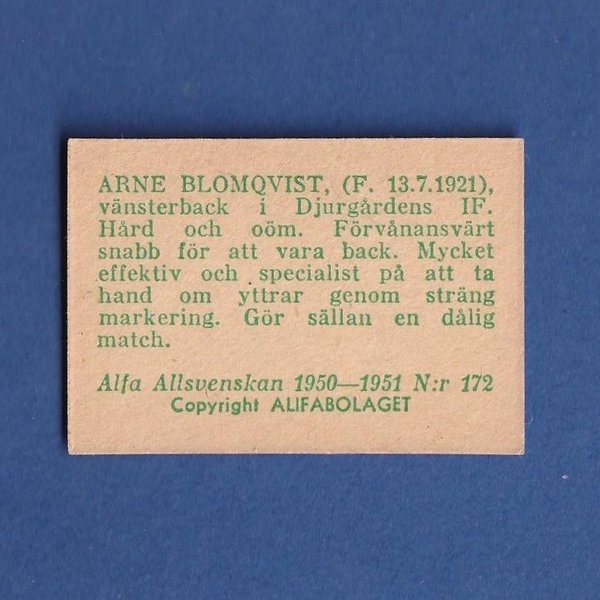 ARNE BLOMQVIST, (F. 13.7.1921),
vänsterback i Djurgårdens IF.
Hård och oöm. Förvånansvärt
snabb för att vara back. Mycket
effektiv och specialist på att ta
hand om yttrar genom sträng
markering. Gör sällan en dålig
match.
Alfa Allsvenskan 1950—1951 N:r 172
Copyright ALIFABOLAGET